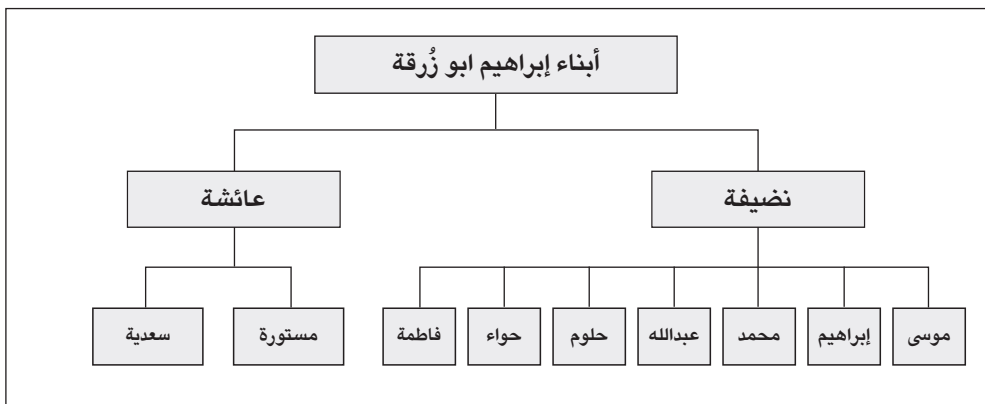 أبناء إبراهيم ابو زُرقة
نضيفة
عائشة
موسى
إبراهيم
محمد
عبدالله
حلوم
حواء
فاطمة
مستورة
سعدية